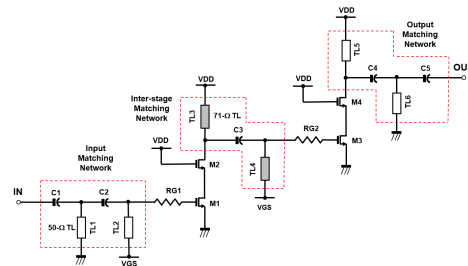 VDD
Output
Matching
Network
TL5
C4
C5
OU
TL6
VDD
M4
VDD
Inter-stage
Matching
Network
TL3
71-Ω TL
C3
RG2
M3
TL4
VGS
VDD
M2
Input
Matching
Network
IN
C1
C2
RG1
M1
50-Ω TL
TL1
TL2
VGS